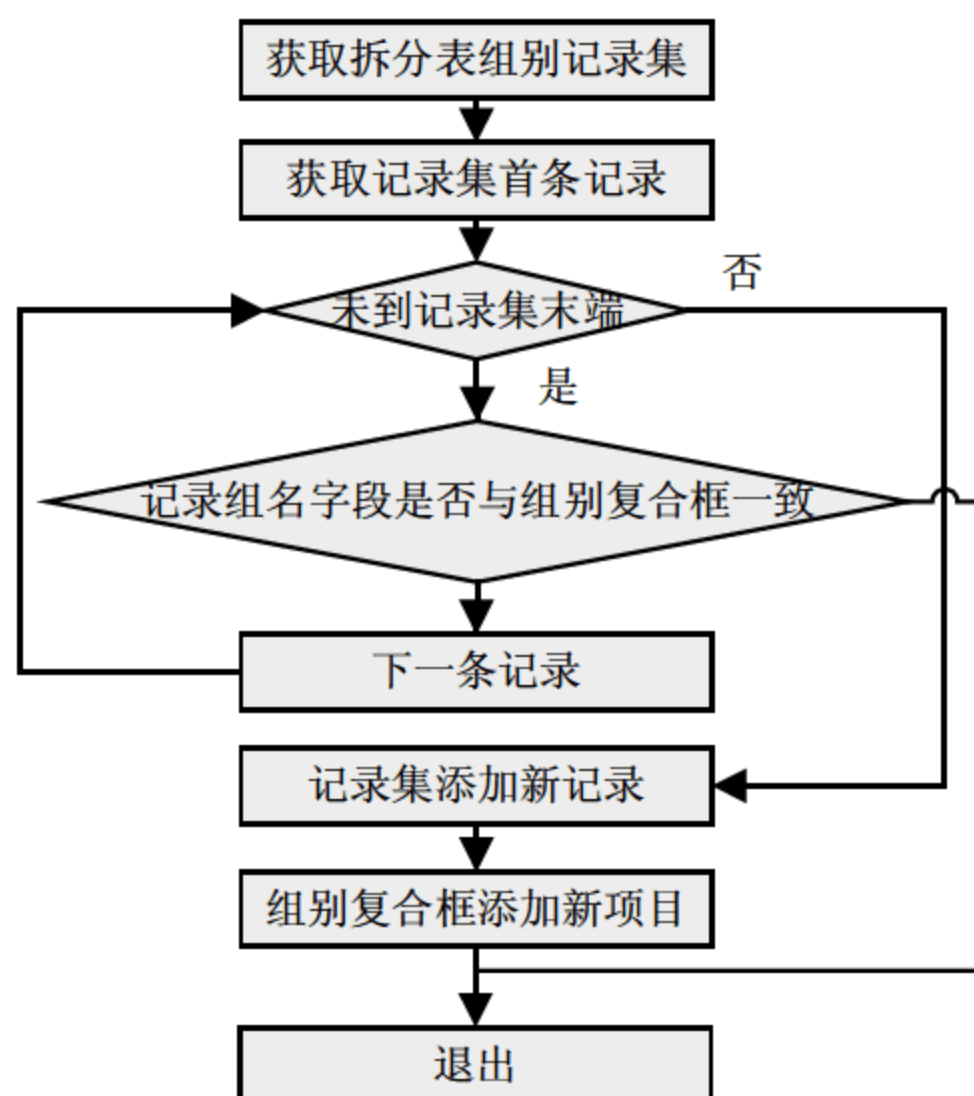 获取拆分表组别记录集
获取记录集首条记录
否
未到记录集末端
是
记录组名字段是否与组别复合框一致
下一条记录
记录集添加新记录
组别复合框添加新项目
退出